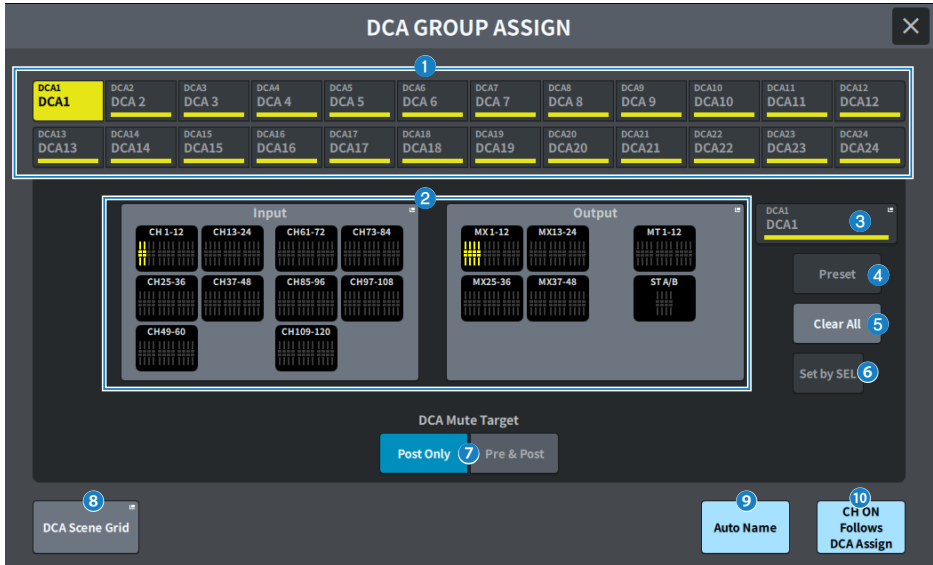 DCA GROUP ASSIGN
1
DCA1 DCA2 DCA3 DCA4 DCA5 DCA6 DCA7 DCA8 DCA9 DCA10 DCA11 DCA12
DCA1 DCA 2 DCA 3 DCA 4 DCA 5 DCA 6 DCA 7 DCA 8 DCA 9 DCA10 DCA11 DCA12
DCA13 DCA14 DCA15 DCA16 DCA17 DCA18 DCA19 DCA20 DCA21 DCA22 DCA23 DCA24
DCA13 DCA14 DCA15 DCA16 DCA17 DCA18 DCA19 DCA20 DCA21 DCA22 DCA23 DCA24
2
Input
CH 1-12 CH13-24 CH61-72 CH73-84
CH25-36 CH37-48 CH85-96 CH97-108
CH49-60 CH109-120
Output
MX 1-12 MX13-24 MT 1-12
MX25-36 MX37-48 ST A/B
DCA1
DCA1 3
Preset 4
Clear All 5
Set by SEL 6
DCA Mute Target
Post Only 7 Pre & Post
8
DCA Scene Grid
9
Auto Name
10
CH ON
Follows
DCA Assign